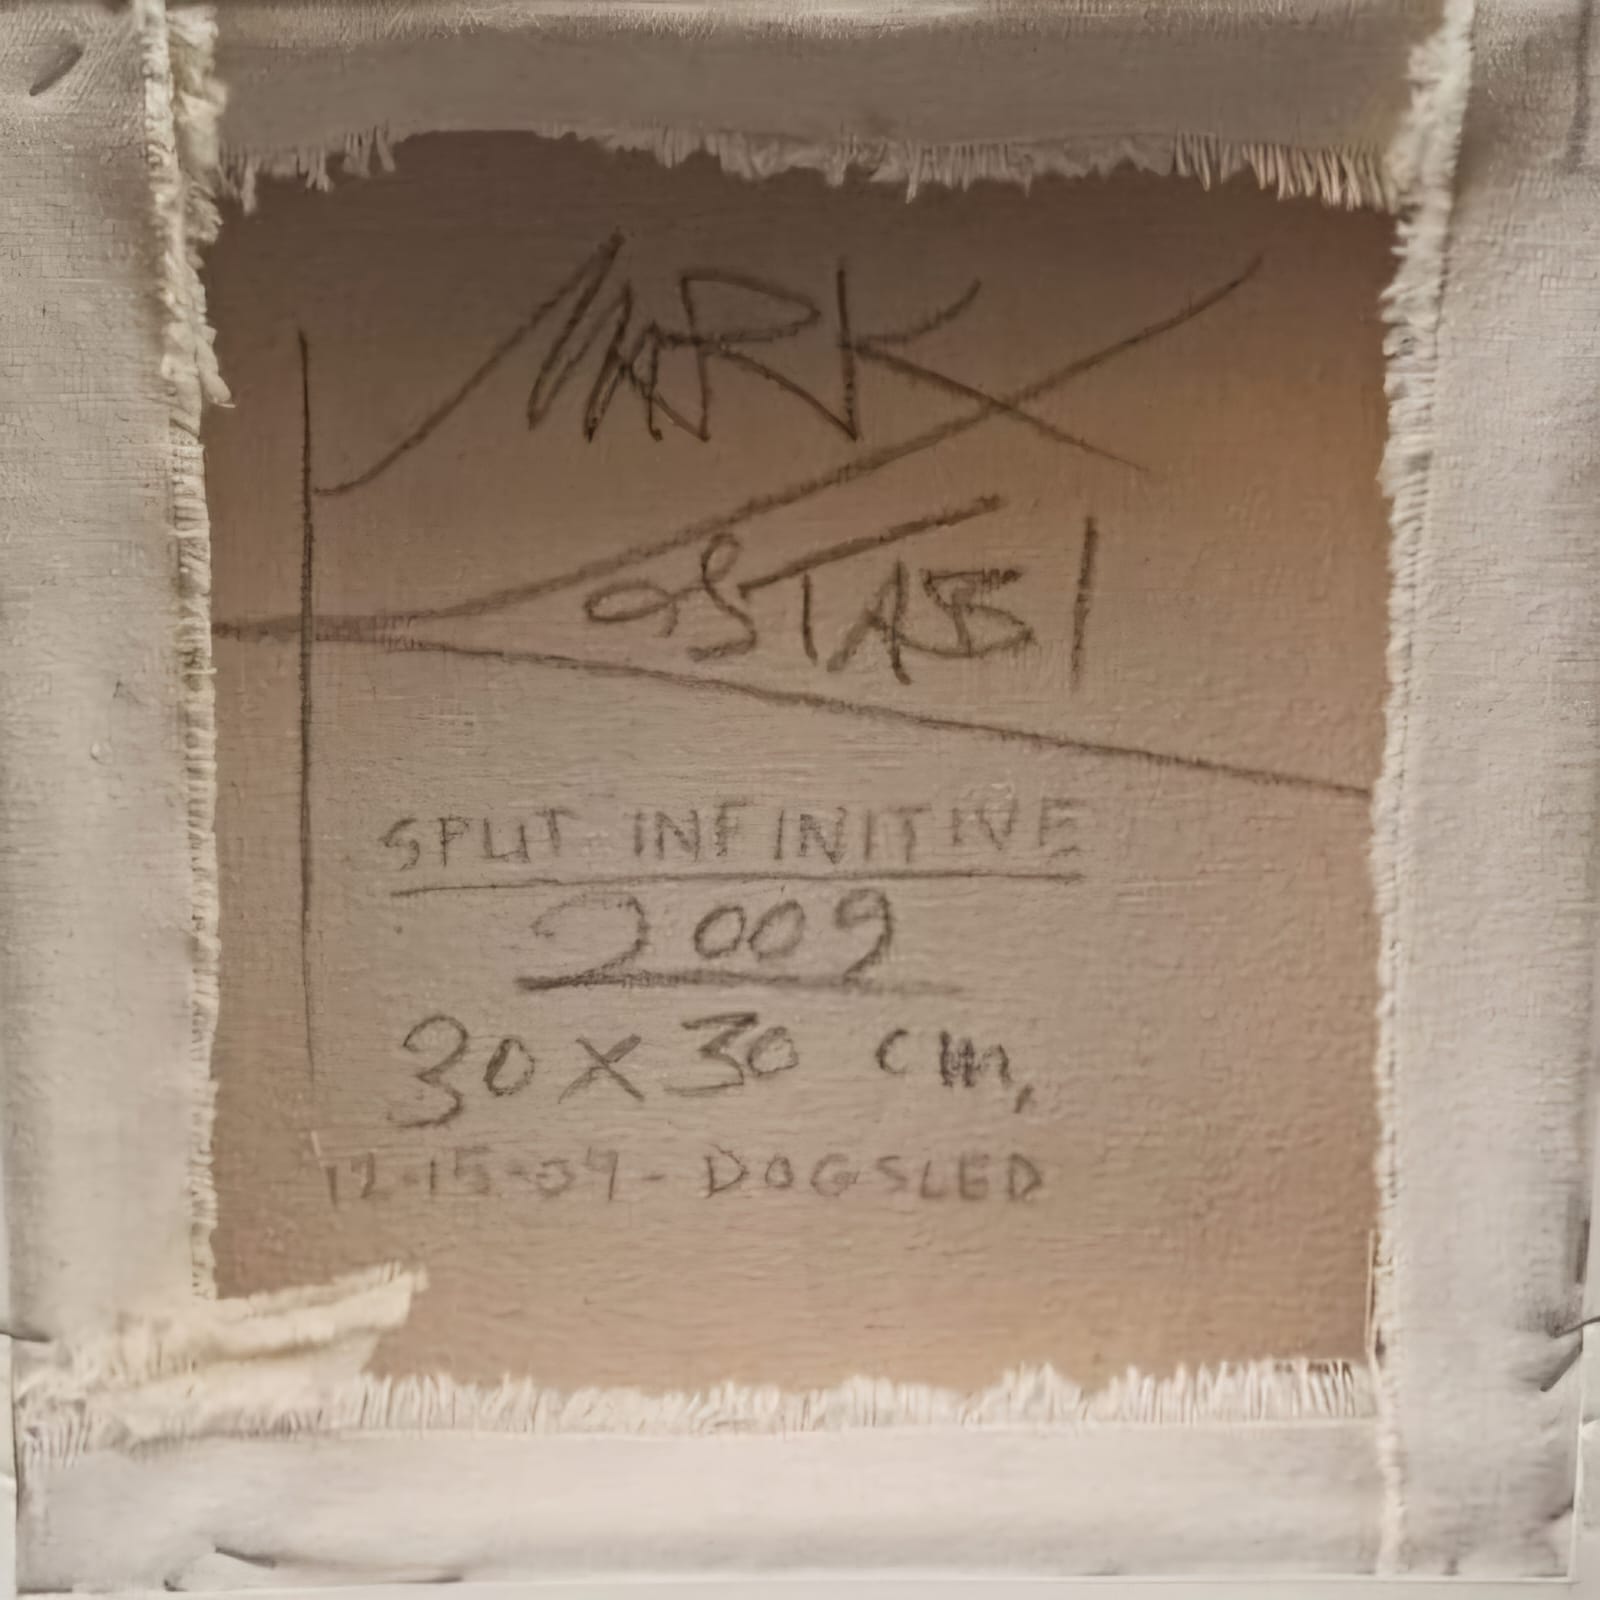 MARK
KOSTABI
SPLIT INFINITIVE
2009
30 x 30 cm,
12-15-09 - DOGSLED